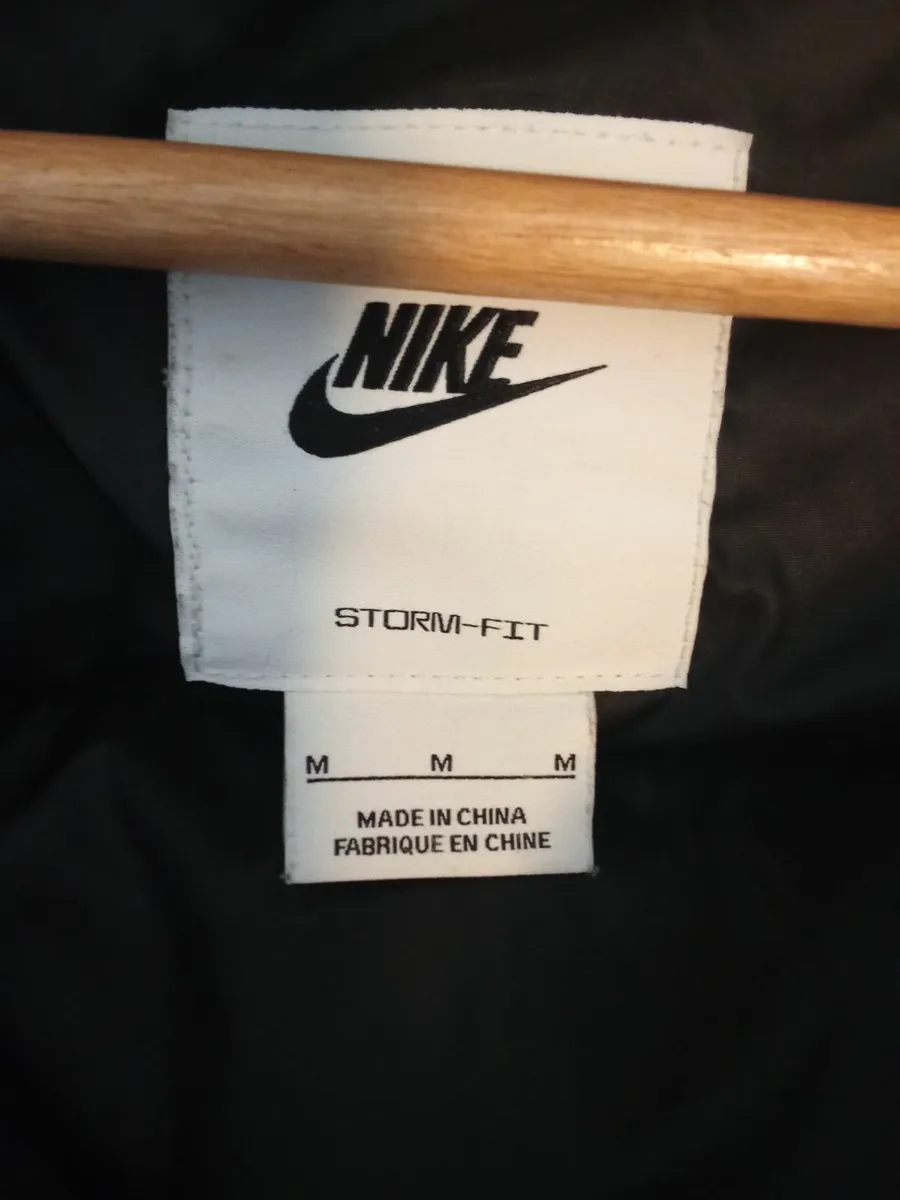 NIKE
STORM-FIT
M M M
MADE IN CHINA
FABRIQUE EN CHINE